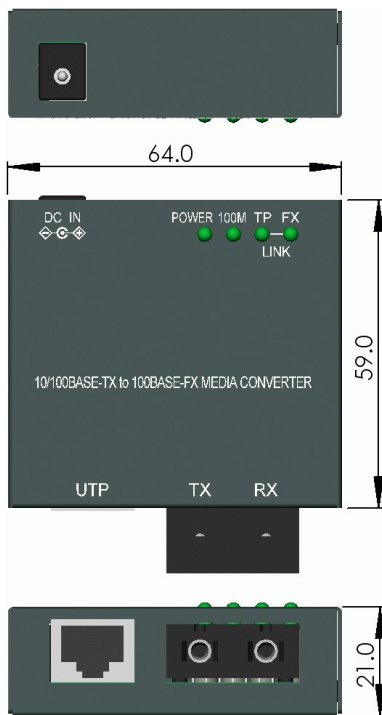 64.0
DC IN
POWER 100M TP FX
LINK
59.0
10/100BASE-TX to 100BASE-FX MEDIA CONVERTER
UTP TX RX
21.0